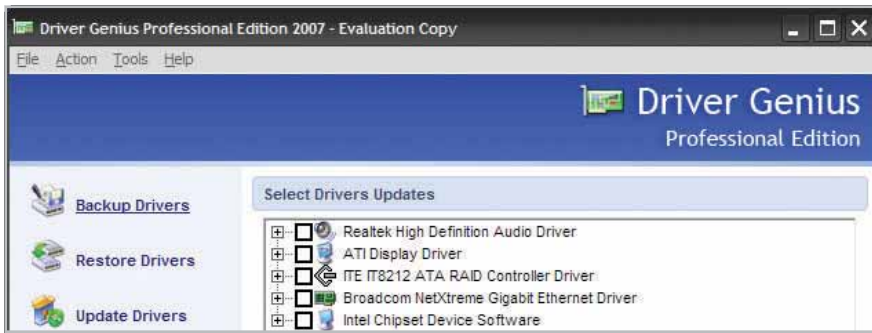 Driver Genius Professional Edition 2007 - Evaluation Copy
File Action Tools Help
Driver Genius
Professional Edition
Backup Drivers
Restore Drivers
Update Drivers
Select Drivers Updates
Realtek High Definition Audio Driver
ATI Display Driver
ITE IT8212 ATA RAID Controller Driver
Broadcom NetXtreme Gigabit Ethernet Driver
Intel Chipset Device Software